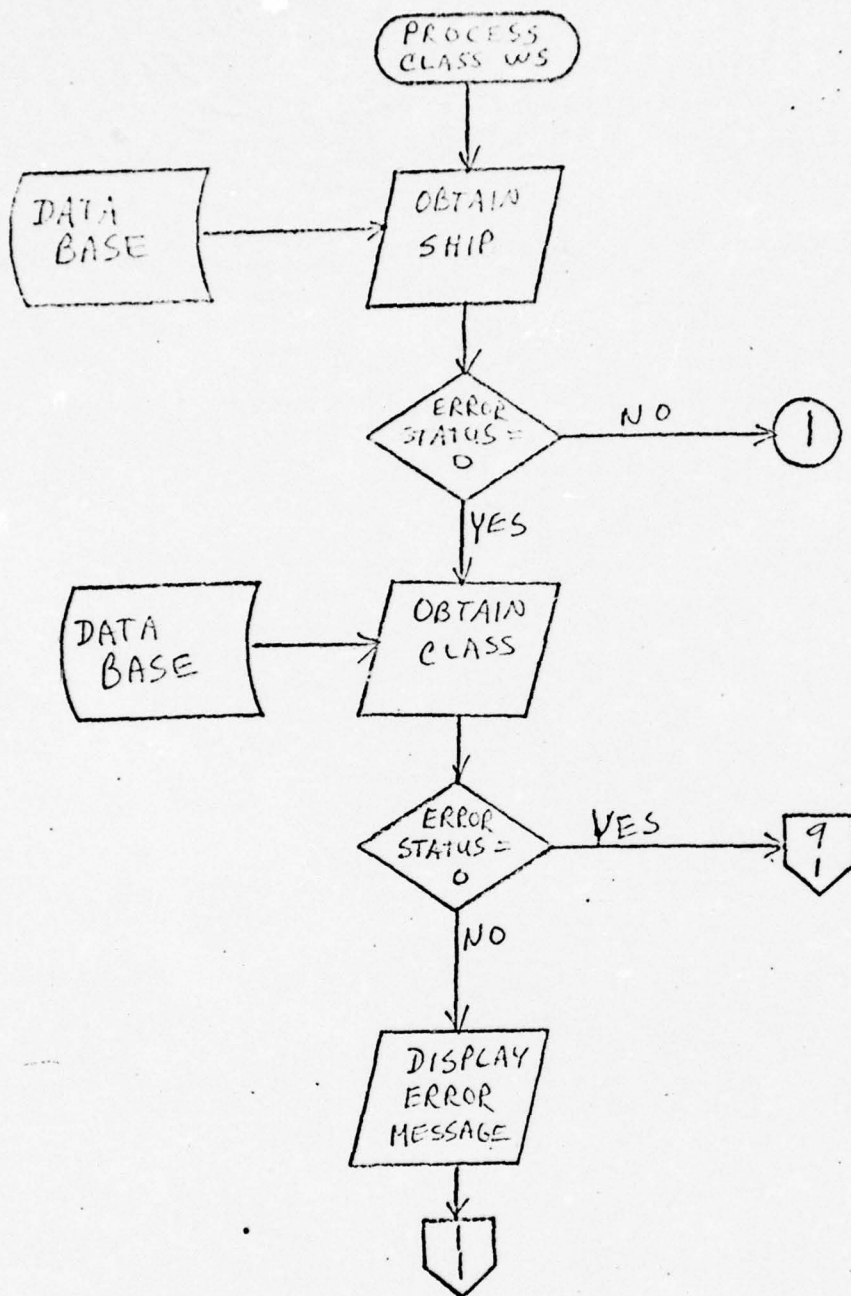 PROCESS
CLASS WS
DATA
BASE
OBTAIN
SHIP
ERROR
STATUS =
0
NO
1
YES
DATA
BASE
OBTAIN
CLASS
ERROR
STATUS =
0
YES
9
1
NO
DISPLAY
ERROR
MESSAGE
1
1